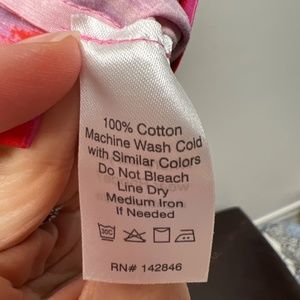 100% Cotton
Machine Wash Cold
with Similar Colors
Do Not Bleach
Line Dry
Medium Iron
If Needed
30C
RN# 142846